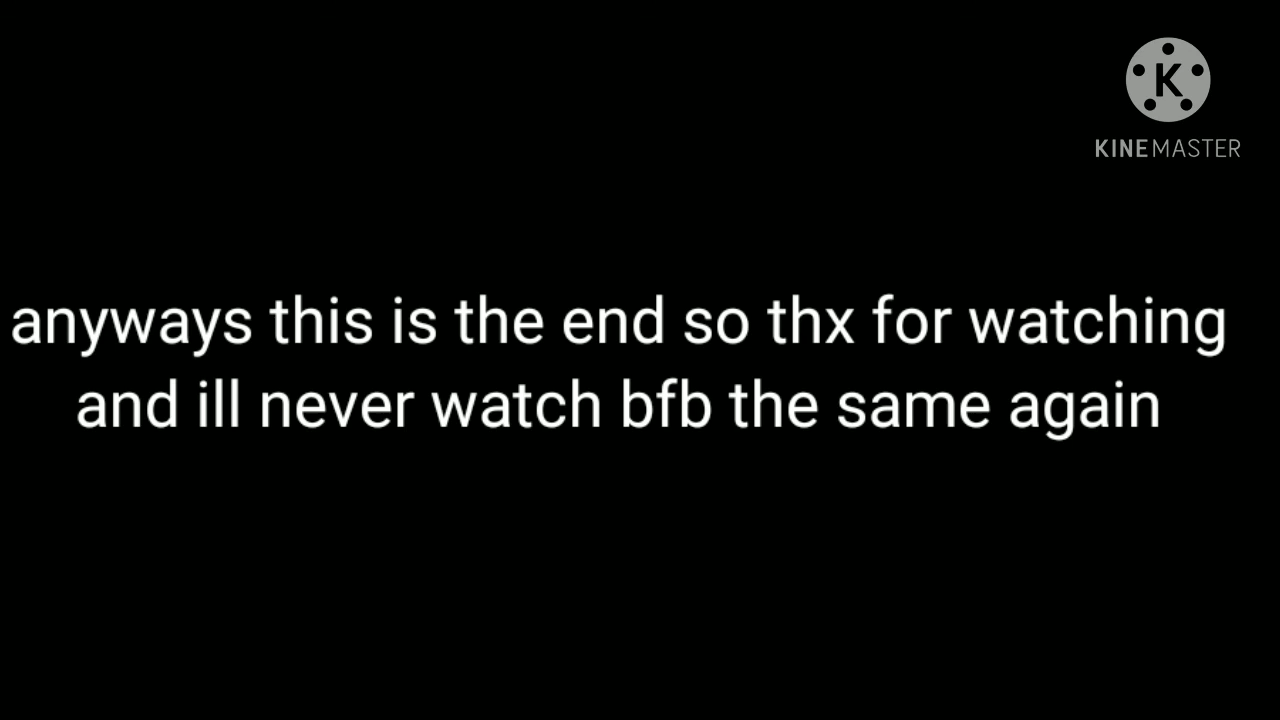 K
KINEMASTER
anyways this is the end so thx for watching
and ill never watch bfb the same again